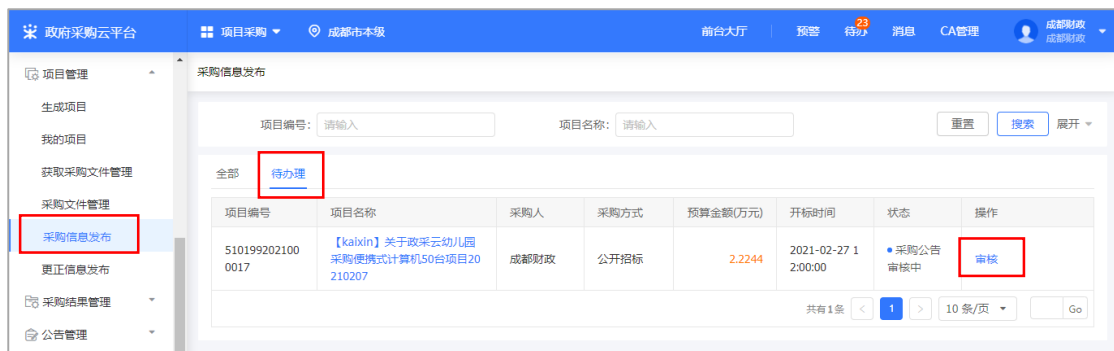 政府采购云平台
项目采购
成都市本级
前台大厅
预警
待办
23
消息
CA管理
成都财政
成都财政
项目管理
生成项目
我的项目
获取采购文件管理
采购文件管理
采购信息发布
更正信息发布
采购结果管理
公告管理
采购信息发布
项目编号: 请输入
项目名称: 请输入
重置
搜索
展开
全部
待办理
项目编号 项目名称 采购人 采购方式 预算金额(万元) 开标时间 状态 操作
510199202100
0017
【kaixin】关于政采云幼儿园
采购便携式计算机50台项目20
210207
成都财政
公开招标
2.2244
2021-02-27 1
2:00:00
采购公告
审核中
审核
共有1条 < 1 > 10 条/页 Go